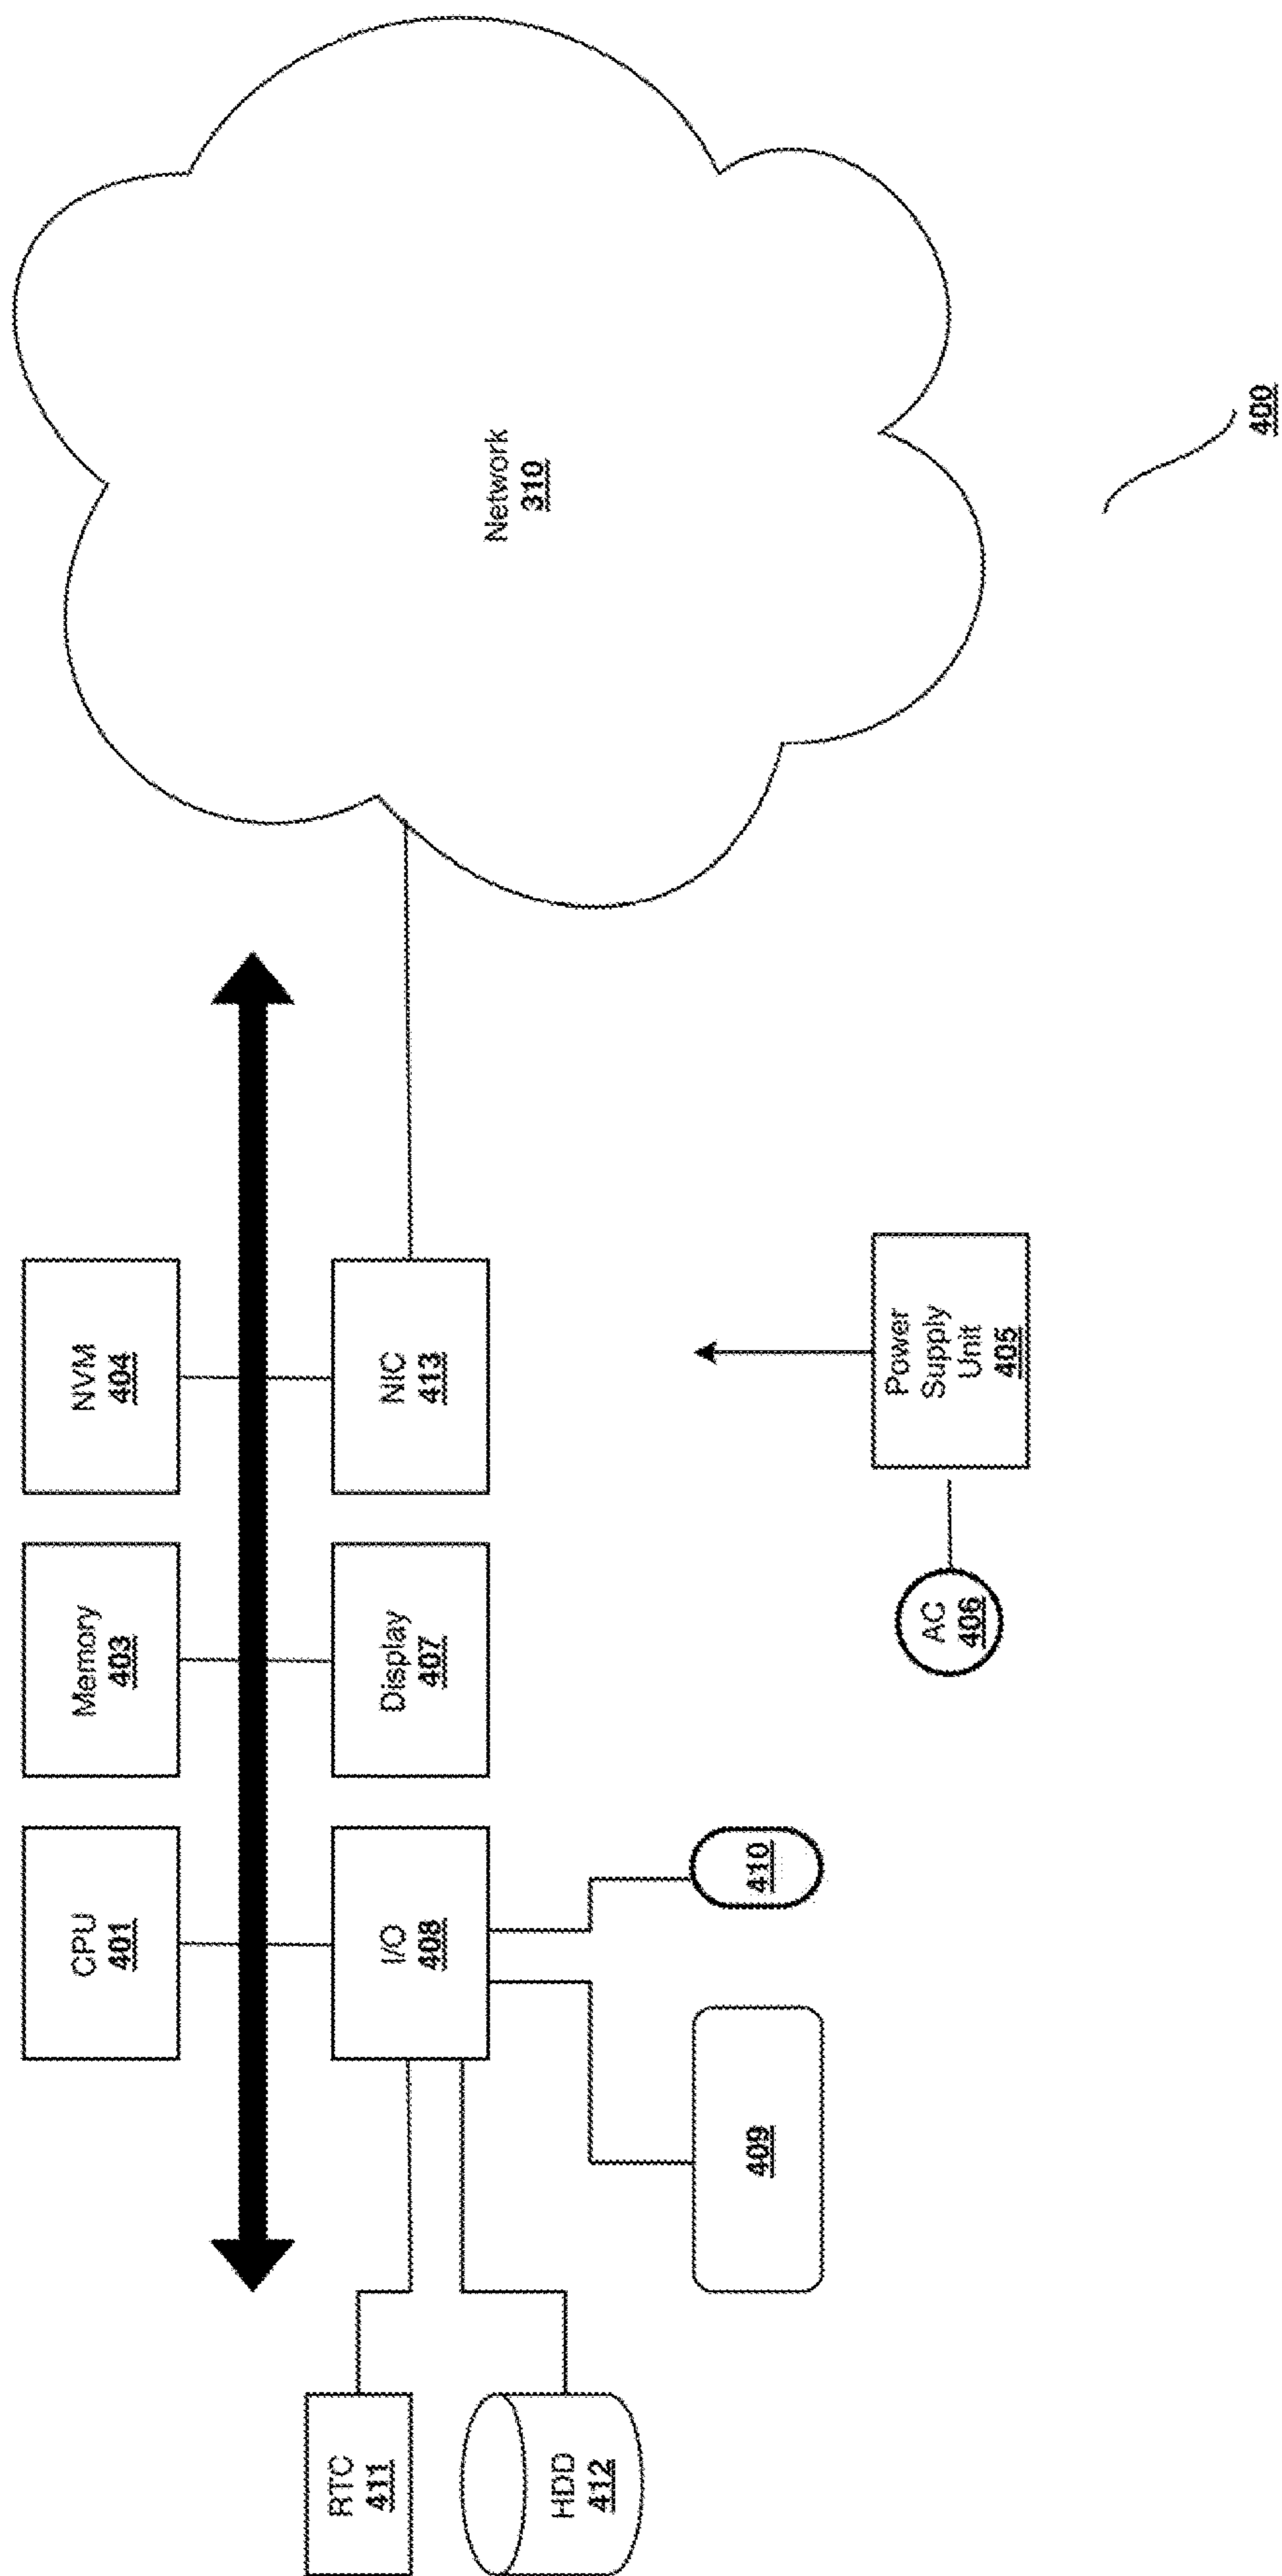 CPU
401
Memory
403
NVM
404
RTC
411
I/O
408
Display
407
NIC
413
Network
310
HDD
412
409
410
AC
406
Power
Supply
Unit
405
400